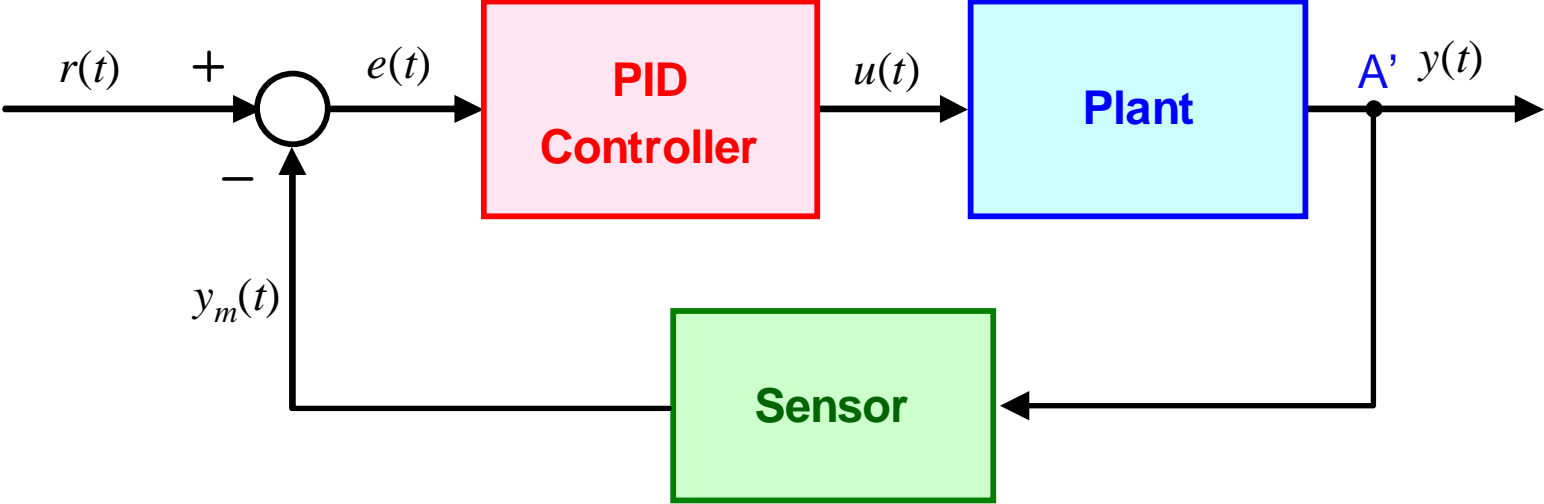 r(t)
+
e(t)
PID
Controller
u(t)
Plant
A’
y(t)
−
y_m(t)
Sensor